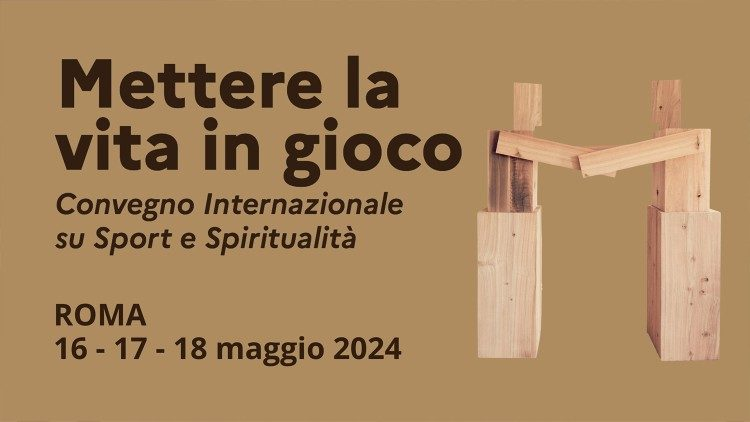 Mettere la
vita in gioco
Convegno Internazionale
su Sport e Spiritualità
ROMA
16 - 17 - 18 maggio 2024